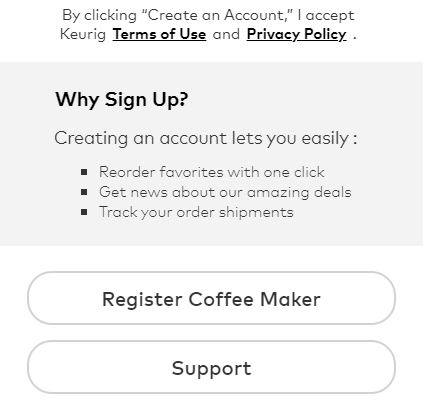 By clicking “Create an Account,” I accept
Keurig Terms of Use and Privacy Policy .
Why Sign Up?
Creating an account lets you easily :
Reorder favorites with one click
Get news about our amazing deals
Track your order shipments
Register Coffee Maker
Support